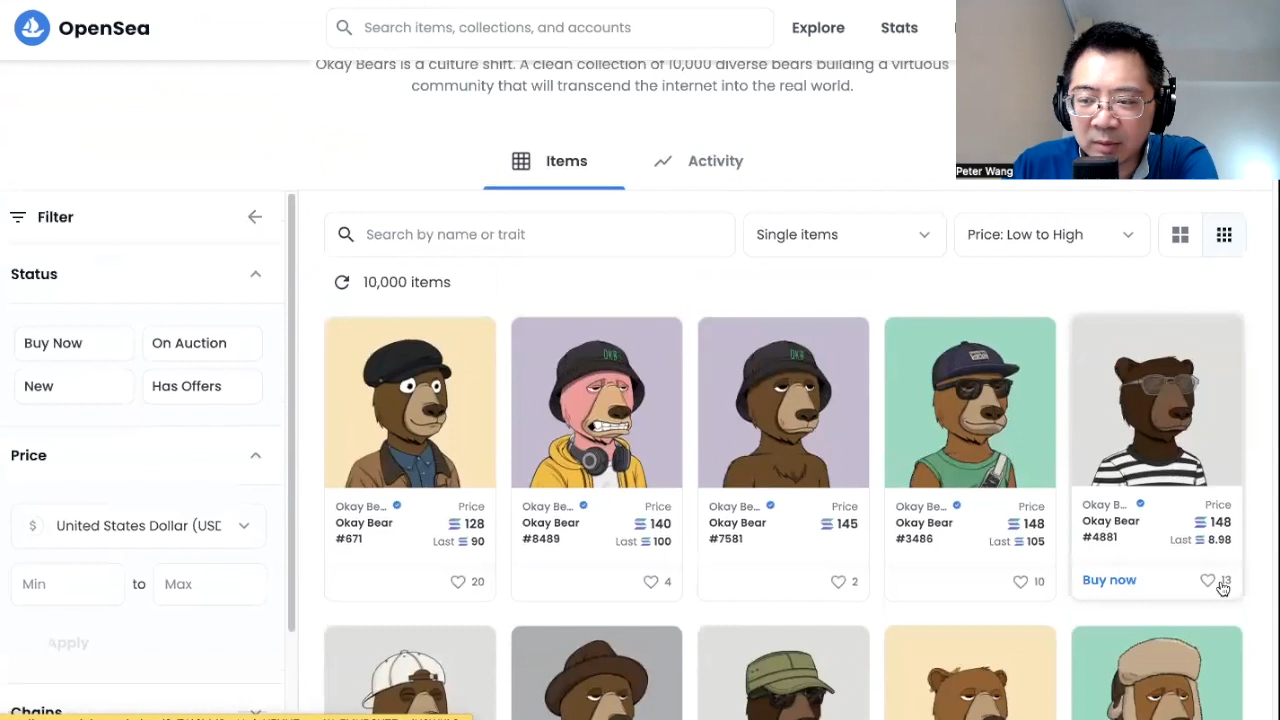 OpenSea
Search items, collections, and accounts
Explore
Stats
Okay Bears is a culture shift. A clean collection of 10,000 diverse bears building a virtuous
community that will transcend the internet into the real world.
Peter Wang
Items
Activity
Filter
Search by name or trait
Single items
Price: Low to High
10,000 items
Status
Buy Now
On Auction
New
Has Offers
Price
$ United States Dollar (USD
Min
to
Max
Apply
Chains
OKB
OKB
Okay Be...
Price
Okay Bear
128
#671
Last 90
20
Okay Be...
Price
Okay Bear
140
#8489
Last 100
4
Okay Be...
Price
Okay Bear
145
#7581
2
Okay Be...
Price
Okay Bear
148
#3486
Last 105
10
Okay B...
Price
Okay Bear
148
#4881
Last 8.98
Buy now
13